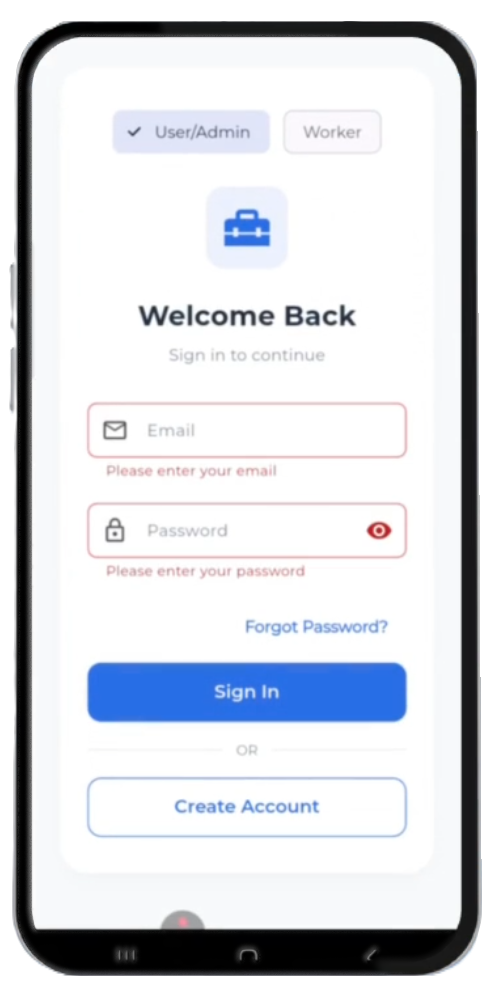 User/Admin
Worker
Welcome Back
Sign in to continue
Email
Please enter your email
Password
Please enter your password
Forgot Password?
Sign In
OR
Create Account